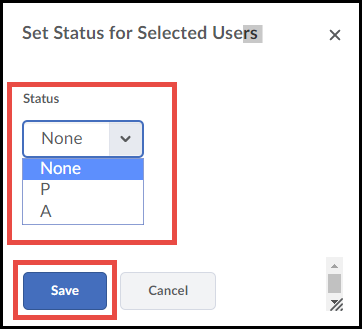 Set Status for Selected Users
Status
None
None
P
A
Save
Cancel